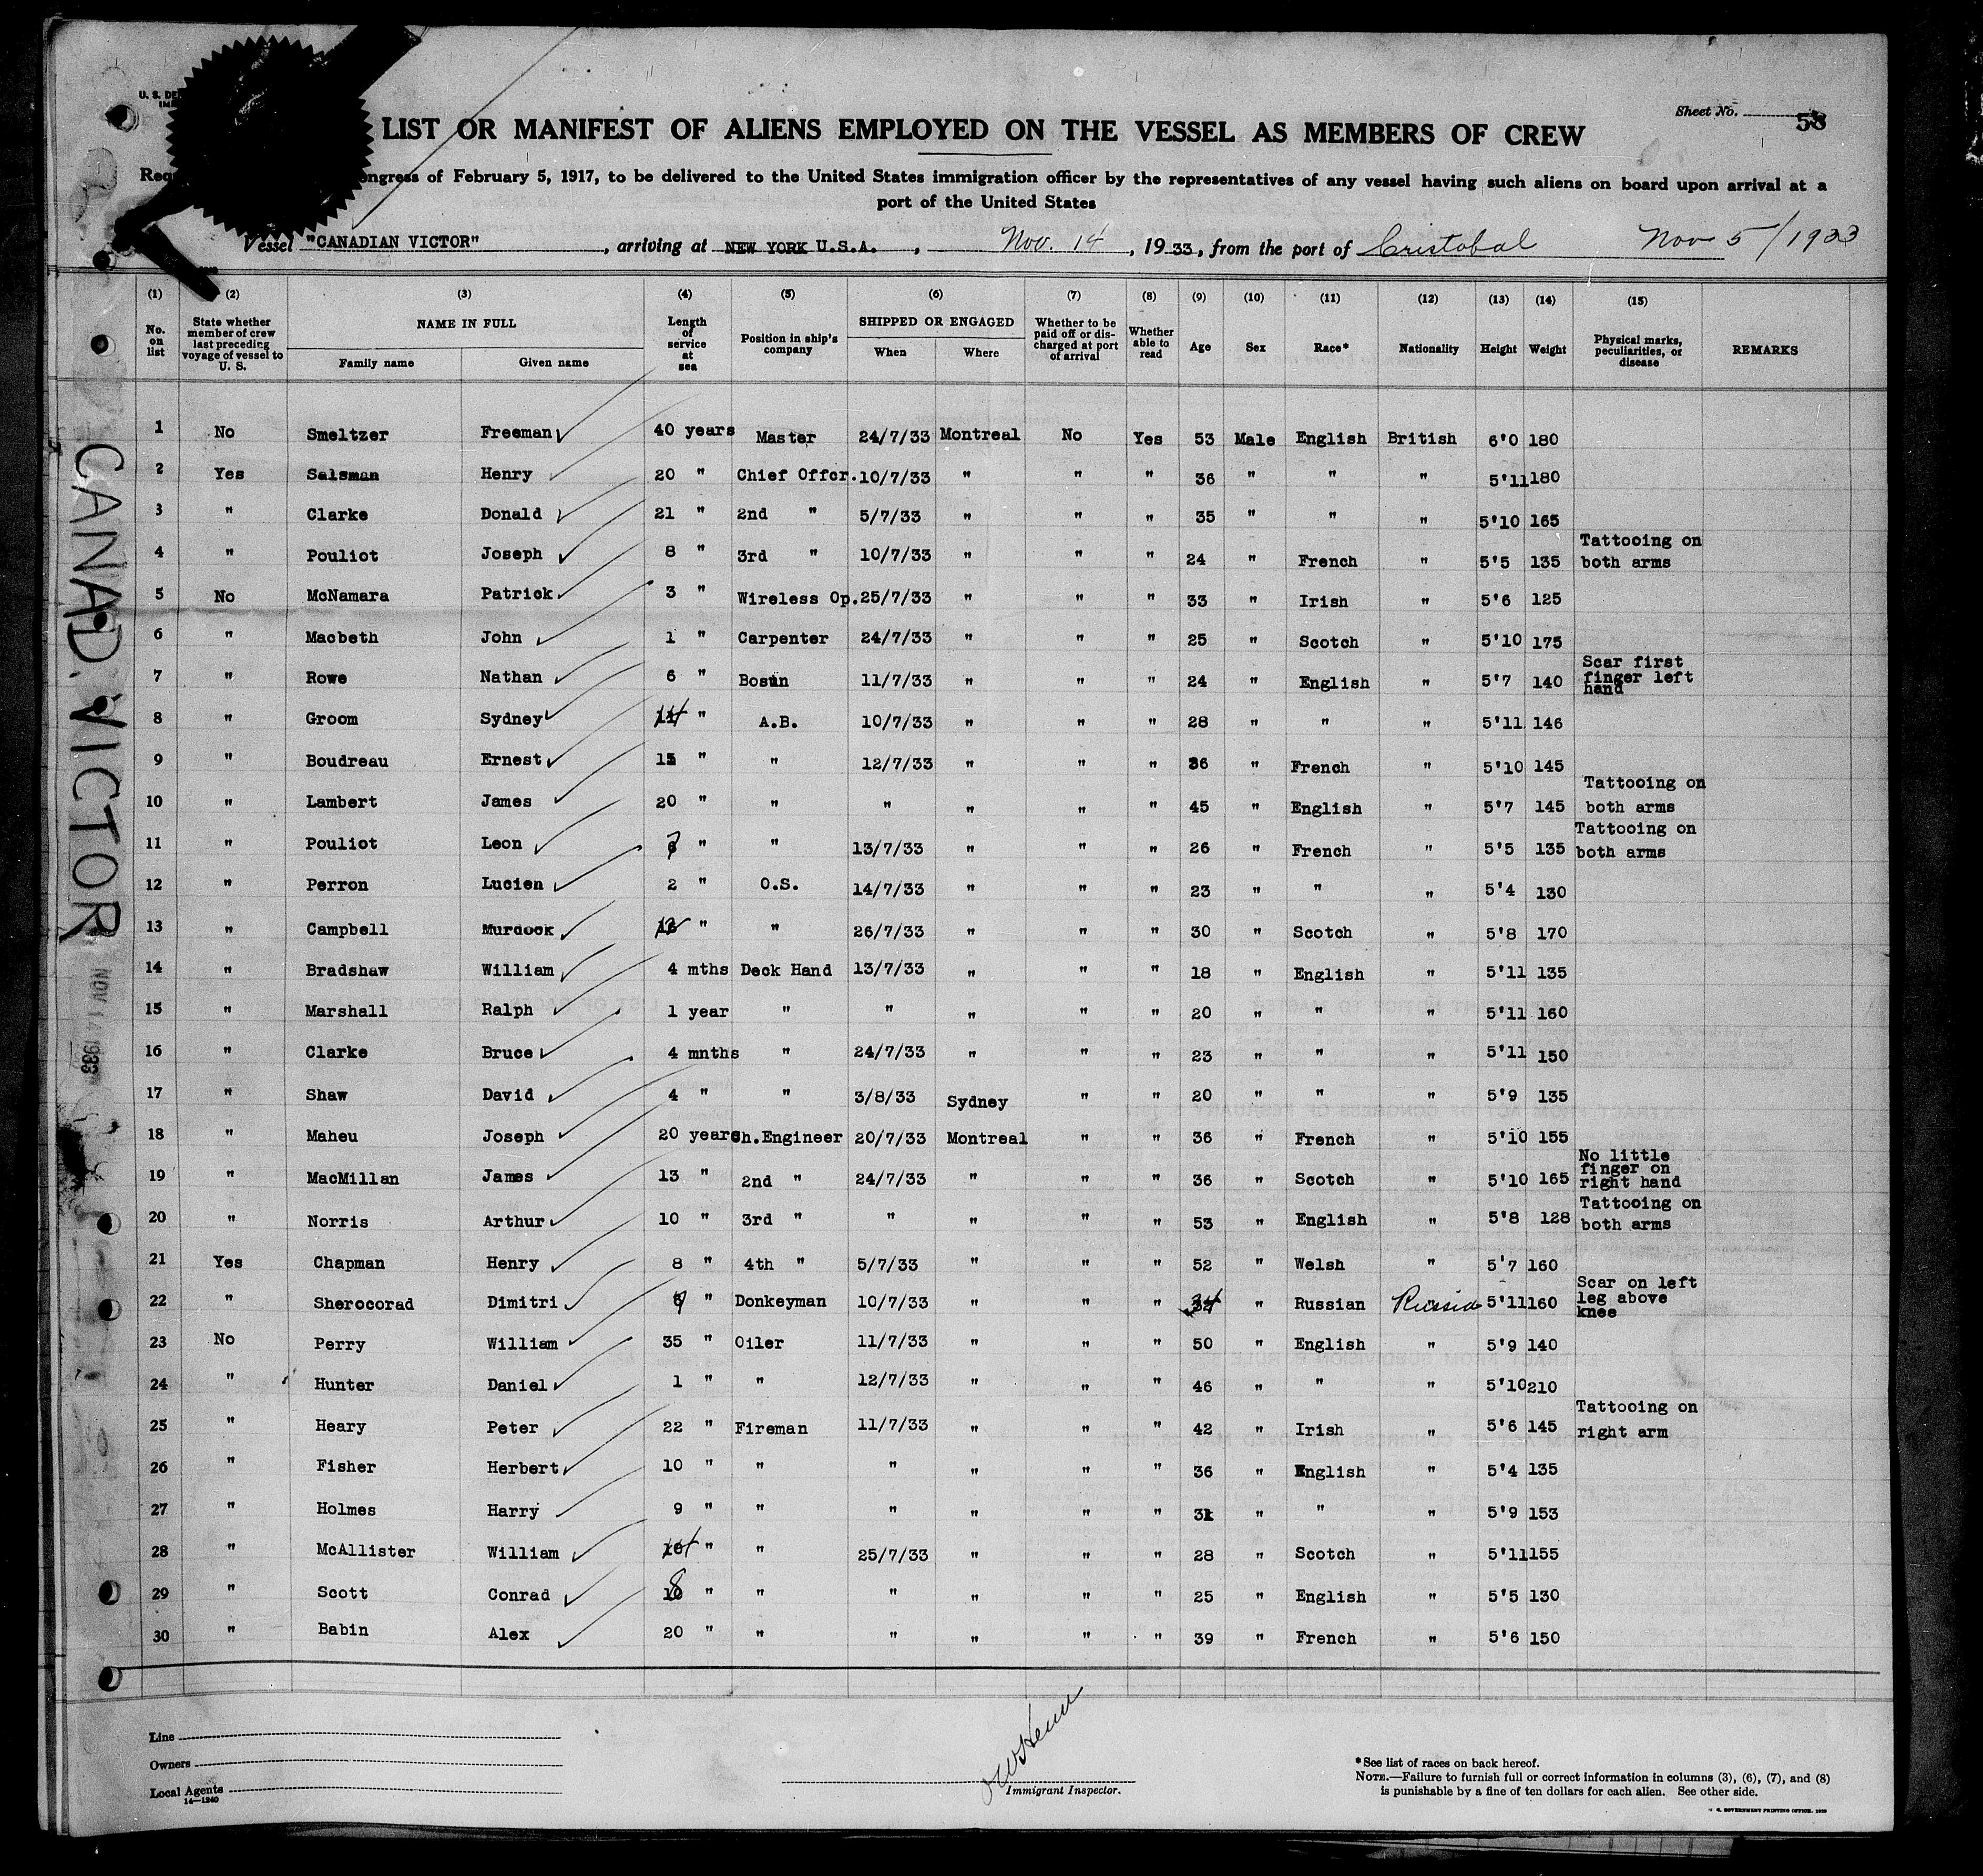 U. S. DE
Sheet No. 58
LIST OR MANIFEST OF ALIENS EMPLOYED ON THE VESSEL AS MEMBERS OF CREW
ongress of February 5, 1917, to be delivered to the United States immigration officer by the representatives of any vessel having such aliens on board upon arrival at a
port of the United States
Vessel "CANADIAN VICTOR", arriving at NEW YORK U.S.A., Nov. 14, 1933, from the port of Cristobal Nov 5/1933
(1) (2) (3) (4) (5) (6) (7) (8) (9) (10) (11) (12) (13) (14) (15)
No. on list State whether member of crew last preceding voyage of vessel to U. S. NAME IN FULL Family name Given name Length of service at sea Position in ship's company SHIPPED OR ENGAGED When Where Whether to be paid off or discharged at port of arrival Whether able to read Age Sex Race* Nationality Height Weight Physical marks, peculiarities, or disease REMARKS
1 No Smeltzer Freeman 40 years Master 24/7/33 Montreal No Yes 53 Male English British 6'0 180
2 Yes Salsman Henry 20 " Chief Offcr. 10/7/33 " " " 36 " " " 5'11 180
3 " Clarke Donald 21 " 2nd " 5/7/33 " " " 35 " " " 5'10 165
4 " Pouliot Joseph 8 " 3rd " 10/7/33 " " " 24 " French " 5'5 135 Tattooing on both arms
5 No McNamara Patrick 3 " Wireless Op. 25/7/33 " " " 33 " Irish " 5'6 125
6 " Macbeth John 1 " Carpenter 24/7/33 " " " 25 " Scotch " 5'10 175
7 " Rowe Nathan 6 " Bosun 11/7/33 " " " 24 " English " 5'7 140 Scar first finger left hand
8 " Groom Sydney 14 " A.B. 10/7/33 " " " 28 " " " 5'11 146
9 " Boudreau Ernest 15 " " 12/7/33 " " " 36 " French " 5'10 145
10 " Lambert James 20 " " " " " " 45 " English " 5'7 145 Tattooing on both arms
11 " Pouliot Leon 7 " " 13/7/33 " " " 26 " French " 5'5 135 Tattooing on both arms
12 " Perron Lucien 2 " O.S. 14/7/33 " " " 23 " " " 5'4 130
13 " Campbell Murdock " " 26/7/33 " " " 30 " Scotch " 5'8 170
14 " Bradshaw William 4 mths Deck Hand 13/7/33 " " " 18 " English " 5'11 135
15 " Marshall Ralph 1 year " " " " " 20 " " " 5'11 160
16 " Clarke Bruce 4 mnths " 24/7/33 " " " 23 " " " 5'11 150
17 " Shaw David 4 " " 3/8/33 Sydney " " 20 " " " 5'9 135
18 " Maheu Joseph 20 years Ch.Engineer 20/7/33 Montreal " " 36 " French " 5'10 155
19 " MacMillan James 13 " 2nd " 24/7/33 " " " 36 " Scotch " 5'10 165 No little finger on right hand
20 " Norris Arthur 10 " 3rd " " " " " 53 " English " 5'8 128 Tattooing on both arms
21 Yes Chapman Henry 8 " 4th " 5/7/33 " " " 52 " Welsh " 5'7 160
22 " Sherocorad Dimitri " Donkeyman 10/7/33 " " " 34 " Russian Russia 5'11 160 Scar on left leg above knee
23 No Perry William 35 " Oiler 11/7/33 " " " 50 " English " 5'9 140
24 " Hunter Daniel 1 " " 12/7/33 " " " 46 " " " 5'10 210
25 " Heary Peter 22 " Fireman 11/7/33 " " " 42 " Irish " 5'6 145 Tattooing on right arm
26 " Fisher Herbert 10 " " " " " " 36 " English " 5'4 135
27 " Holmes Harry 9 " " " " " " 31 " " " 5'9 153
28 " McAllister William 14 " " 25/7/33 " " " 28 " Scotch " 5'11 155
29 " Scott Conrad 8 " " " " " " 25 " English " 5'5 130
30 " Babin Alex 20 " " " " " " 39 " French " 5'6 150
CANAD. VICTOR
NOV 14 1933
Line
Owners
Local Agents
14—1240
Immigrant Inspector.
*See list of races on back hereof.
NOTE.—Failure to furnish full or correct information in columns (3), (6), (7), and (8)
is punishable by a fine of ten dollars for each alien. See other side.
GOVERNMENT PRINTING OFFICE